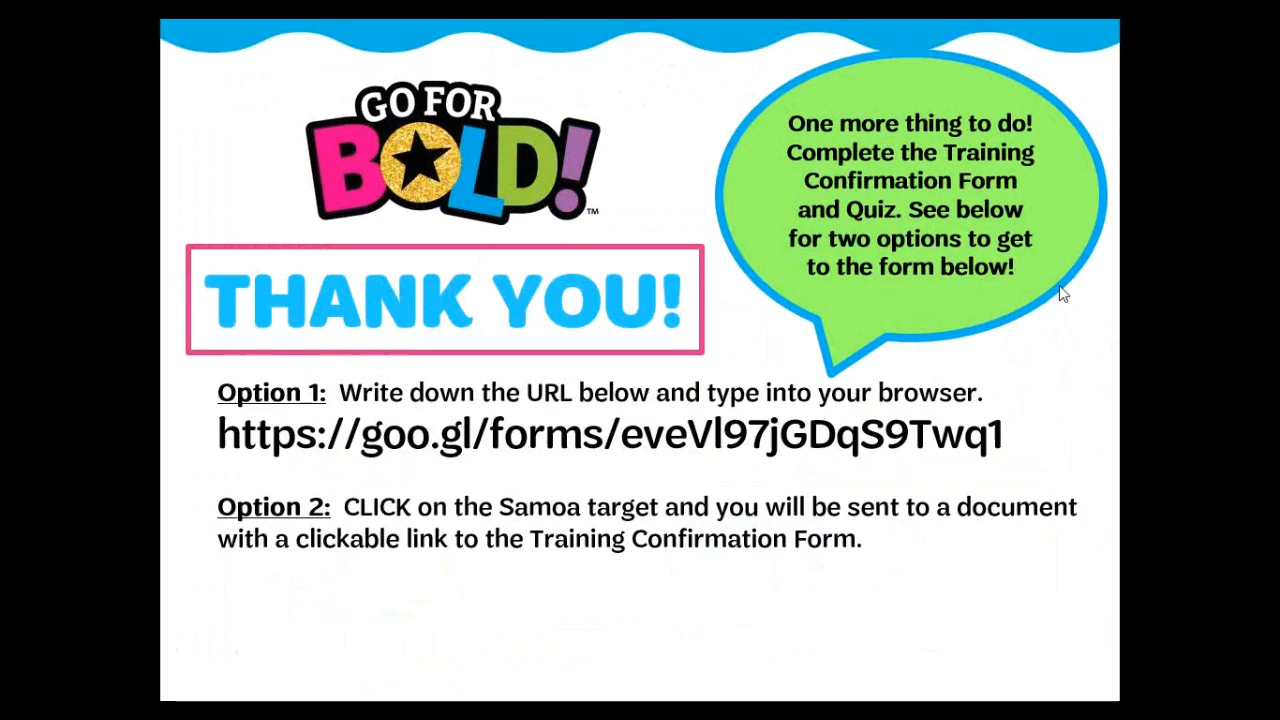 GO FOR
BOLD!™
One more thing to do!
Complete the Training
Confirmation Form
and Quiz. See below
for two options to get
to the form below!
THANK YOU!
Option 1: Write down the URL below and type into your browser.
https://goo.gl/forms/eveVl97jGDqS9Twq1
Option 2: CLICK on the Samoa target and you will be sent to a document
with a clickable link to the Training Confirmation Form.